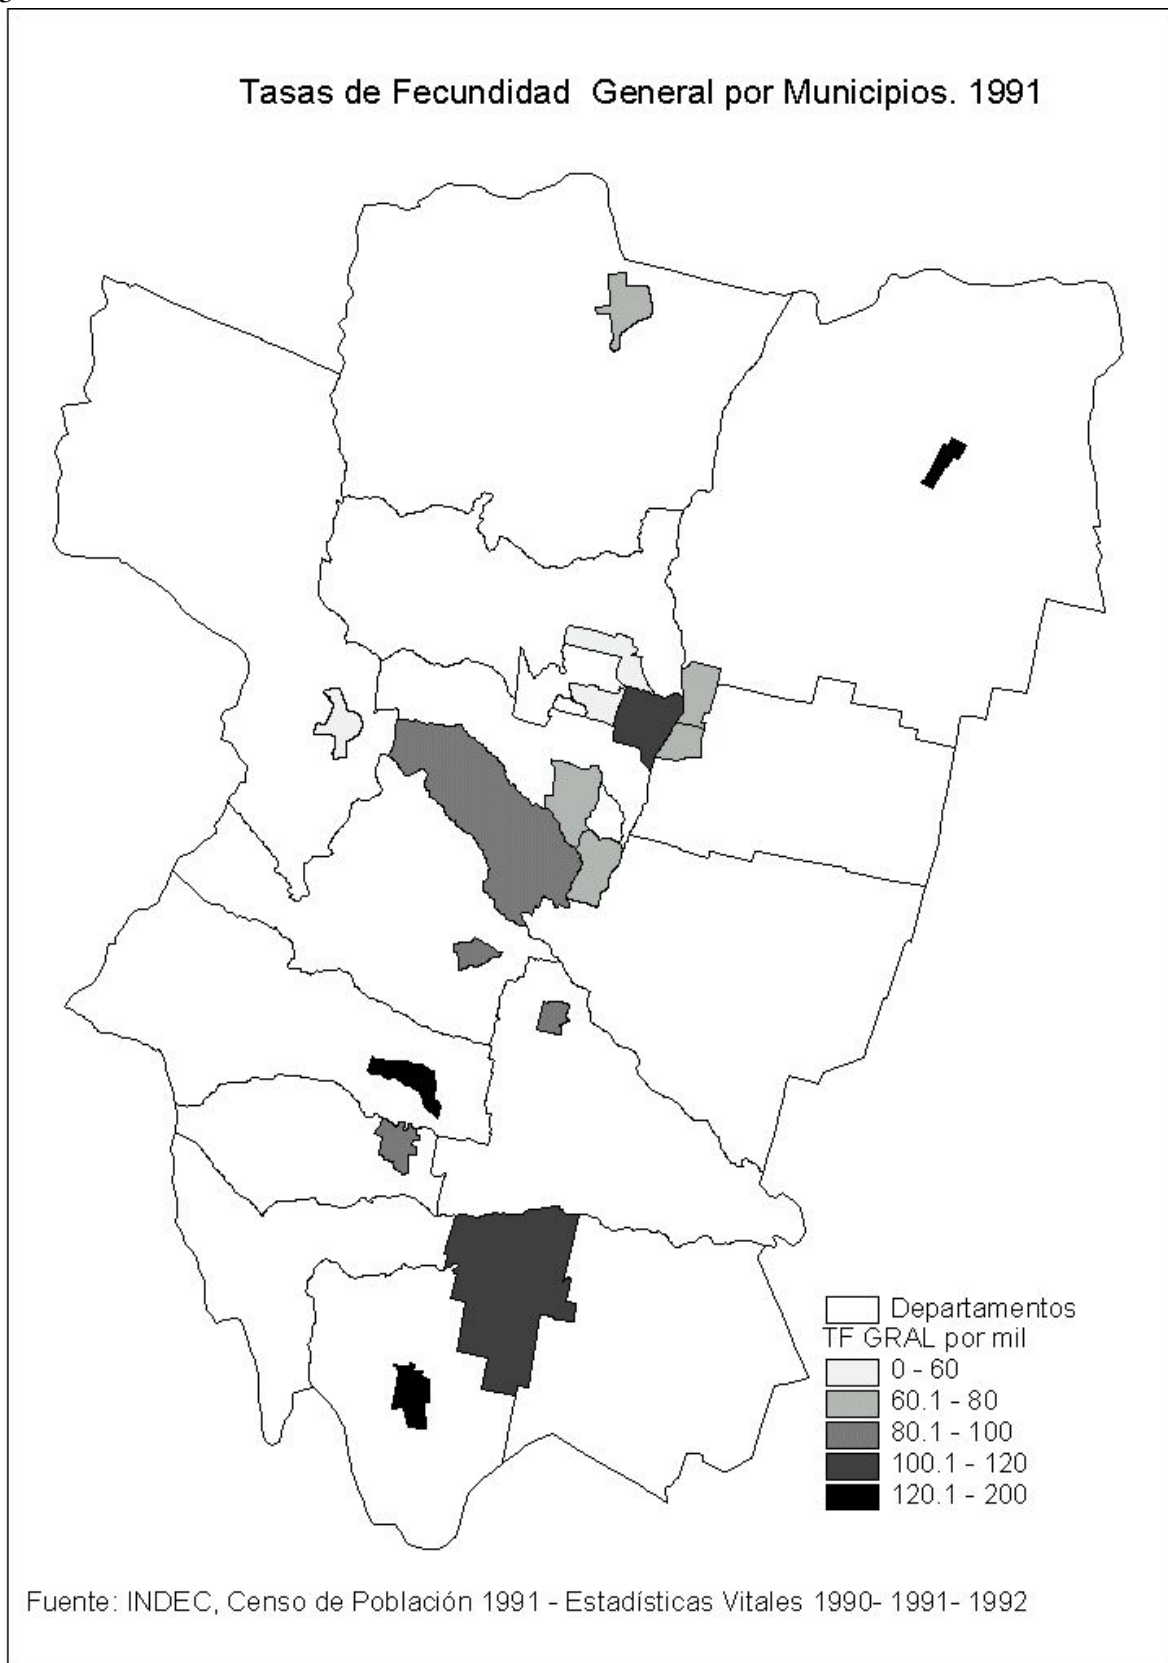 Tasas de Fecundidad General por Municipios. 1991
Departamentos
TF GRAL por mil
0 - 60
60.1 - 80
80.1 - 100
100.1 - 120
120.1 - 200
Fuente: INDEC, Censo de Población 1991 - Estadísticas Vitales 1990- 1991- 1992